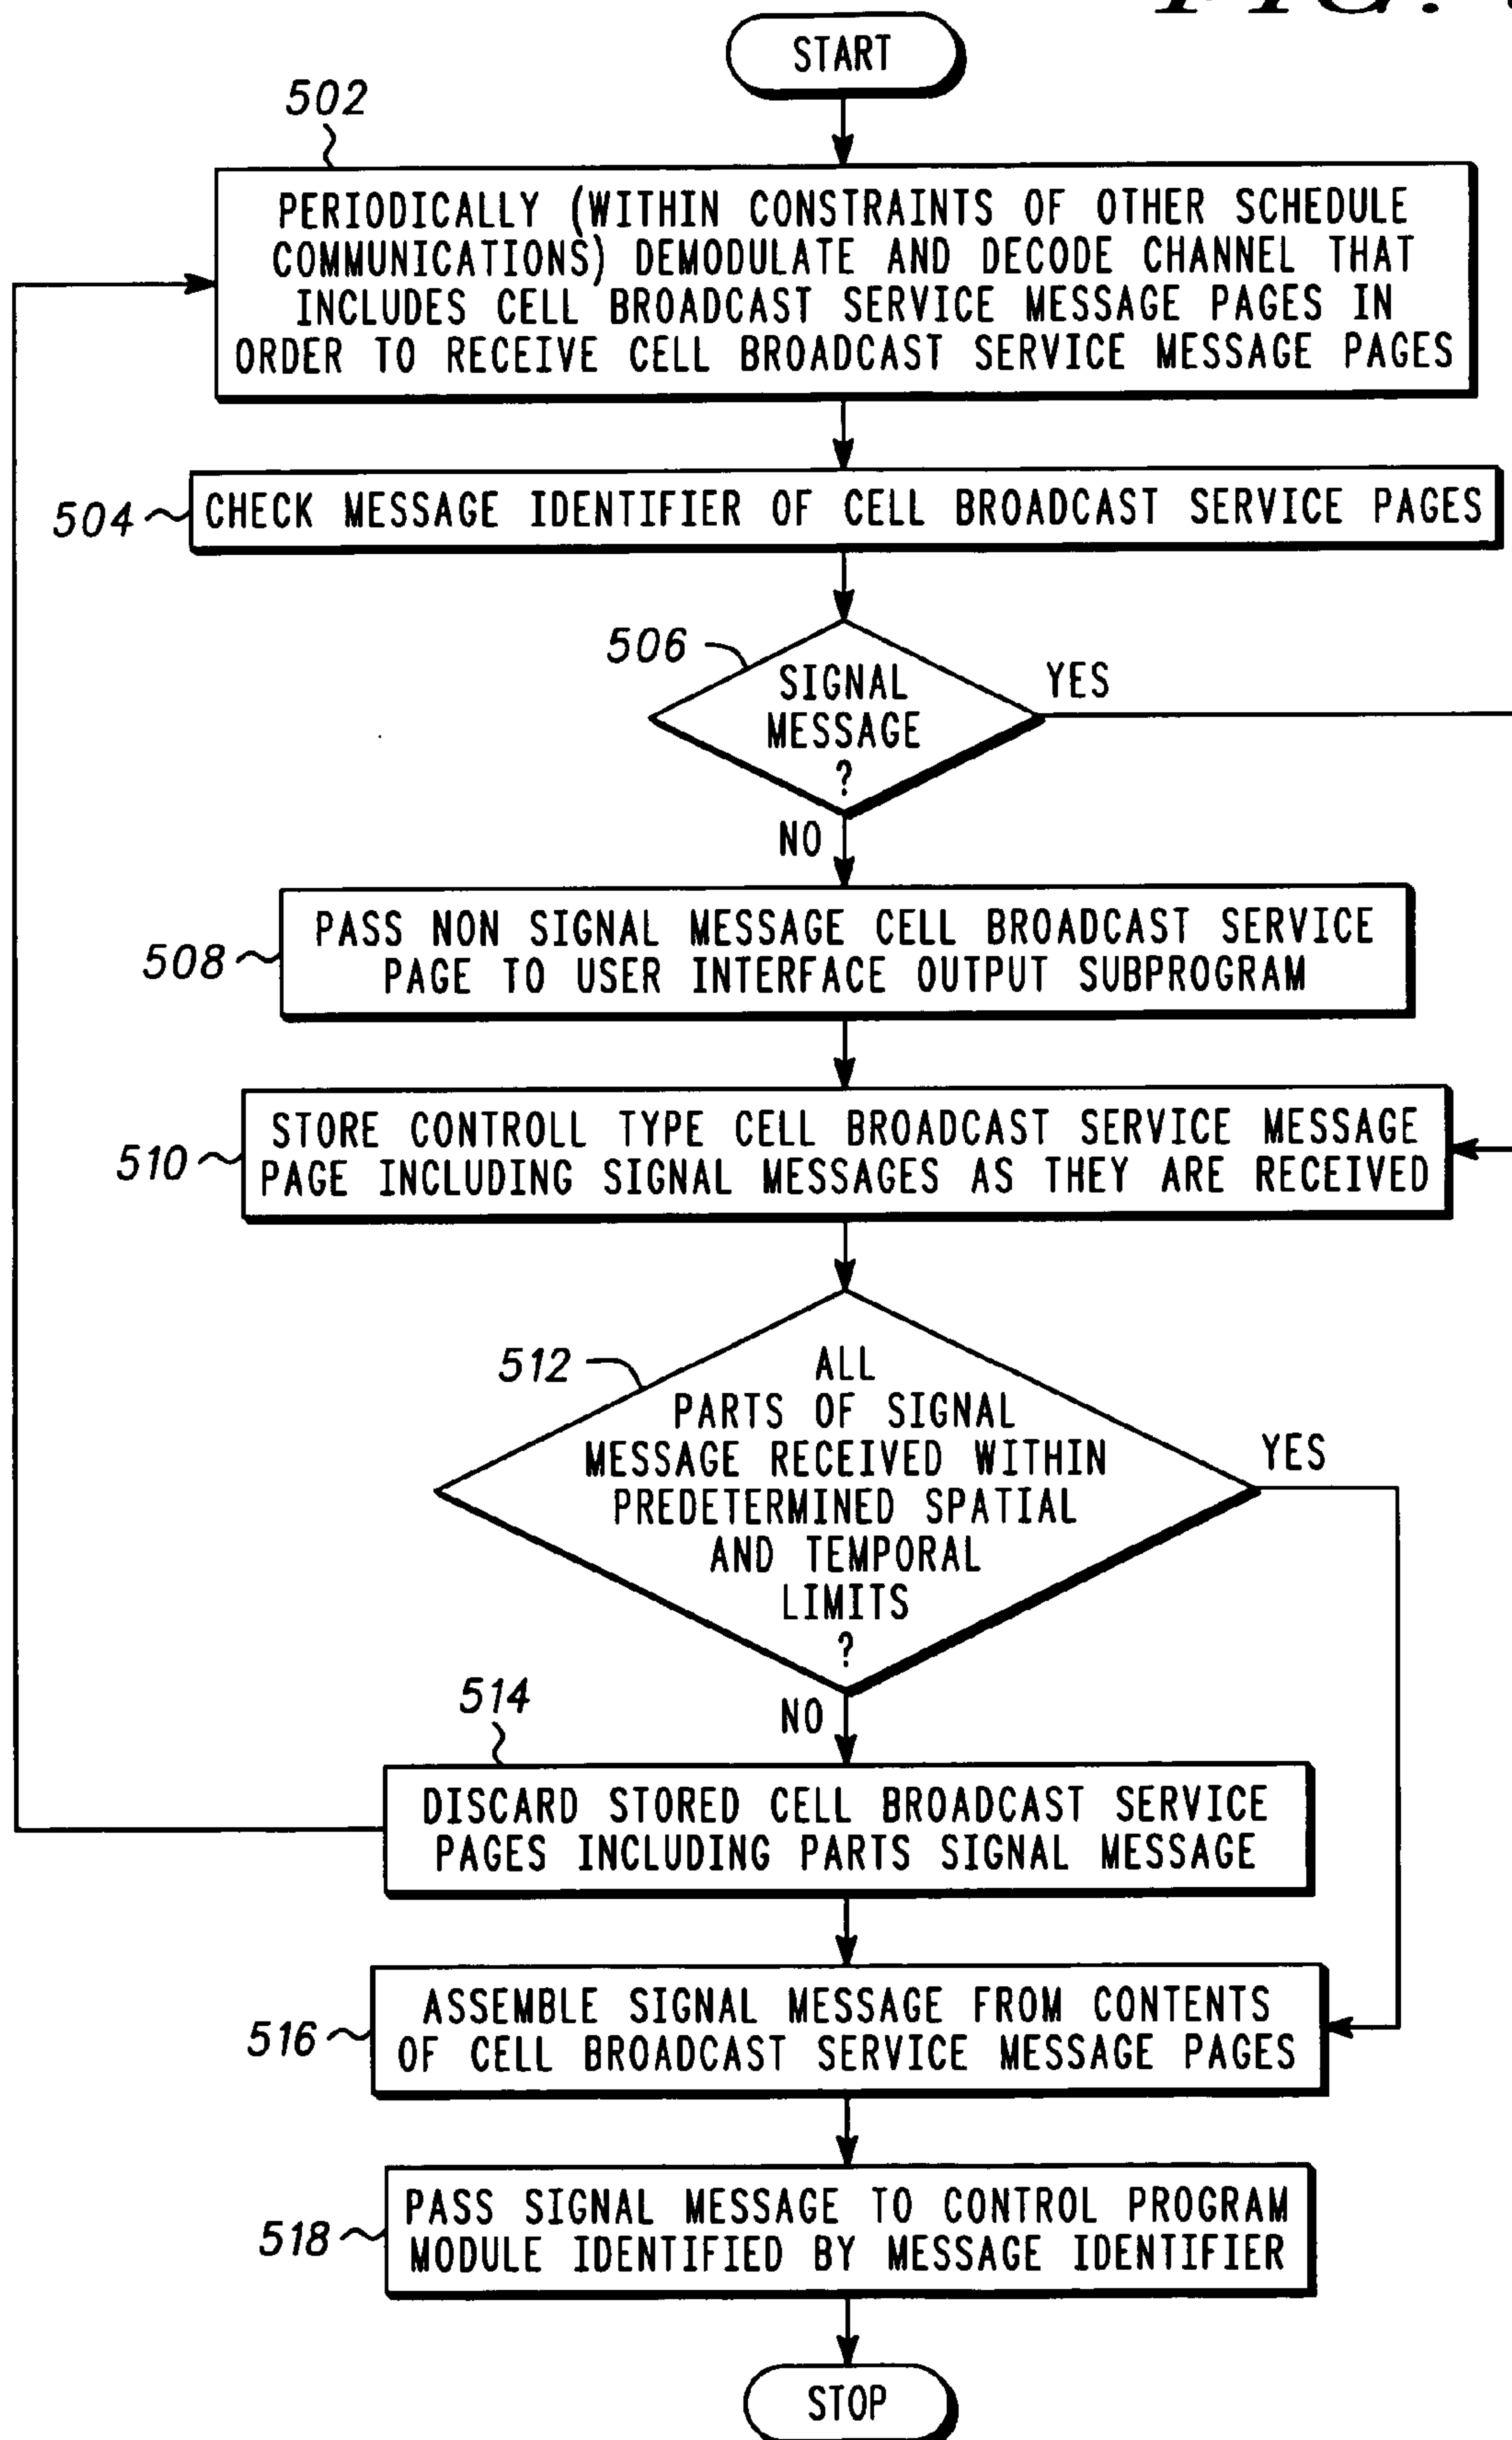 FIG.
START
502
PERIODICALLY (WITHIN CONSTRAINTS OF OTHER SCHEDULE
COMMUNICATIONS) DEMODULATE AND DECODE CHANNEL THAT
INCLUDES CELL BROADCAST SERVICE MESSAGE PAGES IN
ORDER TO RECEIVE CELL BROADCAST SERVICE MESSAGE PAGES
504
CHECK MESSAGE IDENTIFIER OF CELL BROADCAST SERVICE PAGES
506
SIGNAL
MESSAGE
?
YES
NO
508
PASS NON SIGNAL MESSAGE CELL BROADCAST SERVICE
PAGE TO USER INTERFACE OUTPUT SUBPROGRAM
510
STORE CONTROLL TYPE CELL BROADCAST SERVICE MESSAGE
PAGE INCLUDING SIGNAL MESSAGES AS THEY ARE RECEIVED
512
ALL
PARTS OF SIGNAL
MESSAGE RECEIVED WITHIN
PREDETERMINED SPATIAL
AND TEMPORAL
LIMITS
?
YES
NO
514
DISCARD STORED CELL BROADCAST SERVICE
PAGES INCLUDING PARTS SIGNAL MESSAGE
516
ASSEMBLE SIGNAL MESSAGE FROM CONTENTS
OF CELL BROADCAST SERVICE MESSAGE PAGES
518
PASS SIGNAL MESSAGE TO CONTROL PROGRAM
MODULE IDENTIFIED BY MESSAGE IDENTIFIER
STOP